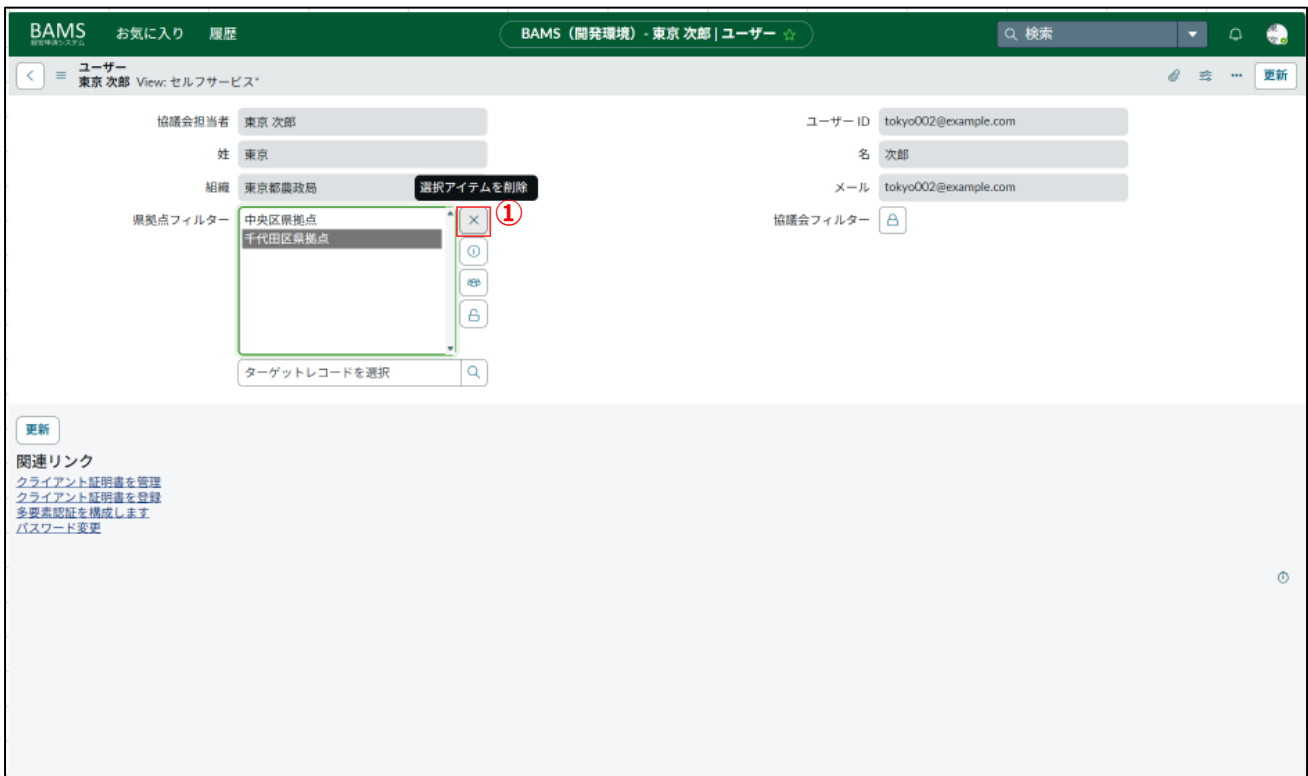 BAMS お気に入り 履歴 BAMS（開発環境）- 東京 次郎 | ユーザー ☆ 検索
ユーザー
東京 次郎 View: セルフサービス* 更新
協議会担当者 東京 次郎 ユーザー ID tokyo002@example.com
姓 東京 名 次郎
組織 東京都農政局 選択アイテムを削除 メール tokyo002@example.com
県拠点フィルター 中央区県拠点 ① 協議会フィルター
千代田区県拠点
ターゲットレコードを選択
更新
関連リンク
クライアント証明書を管理
クライアント証明書を登録
多要素認証を構成します
パスワード変更